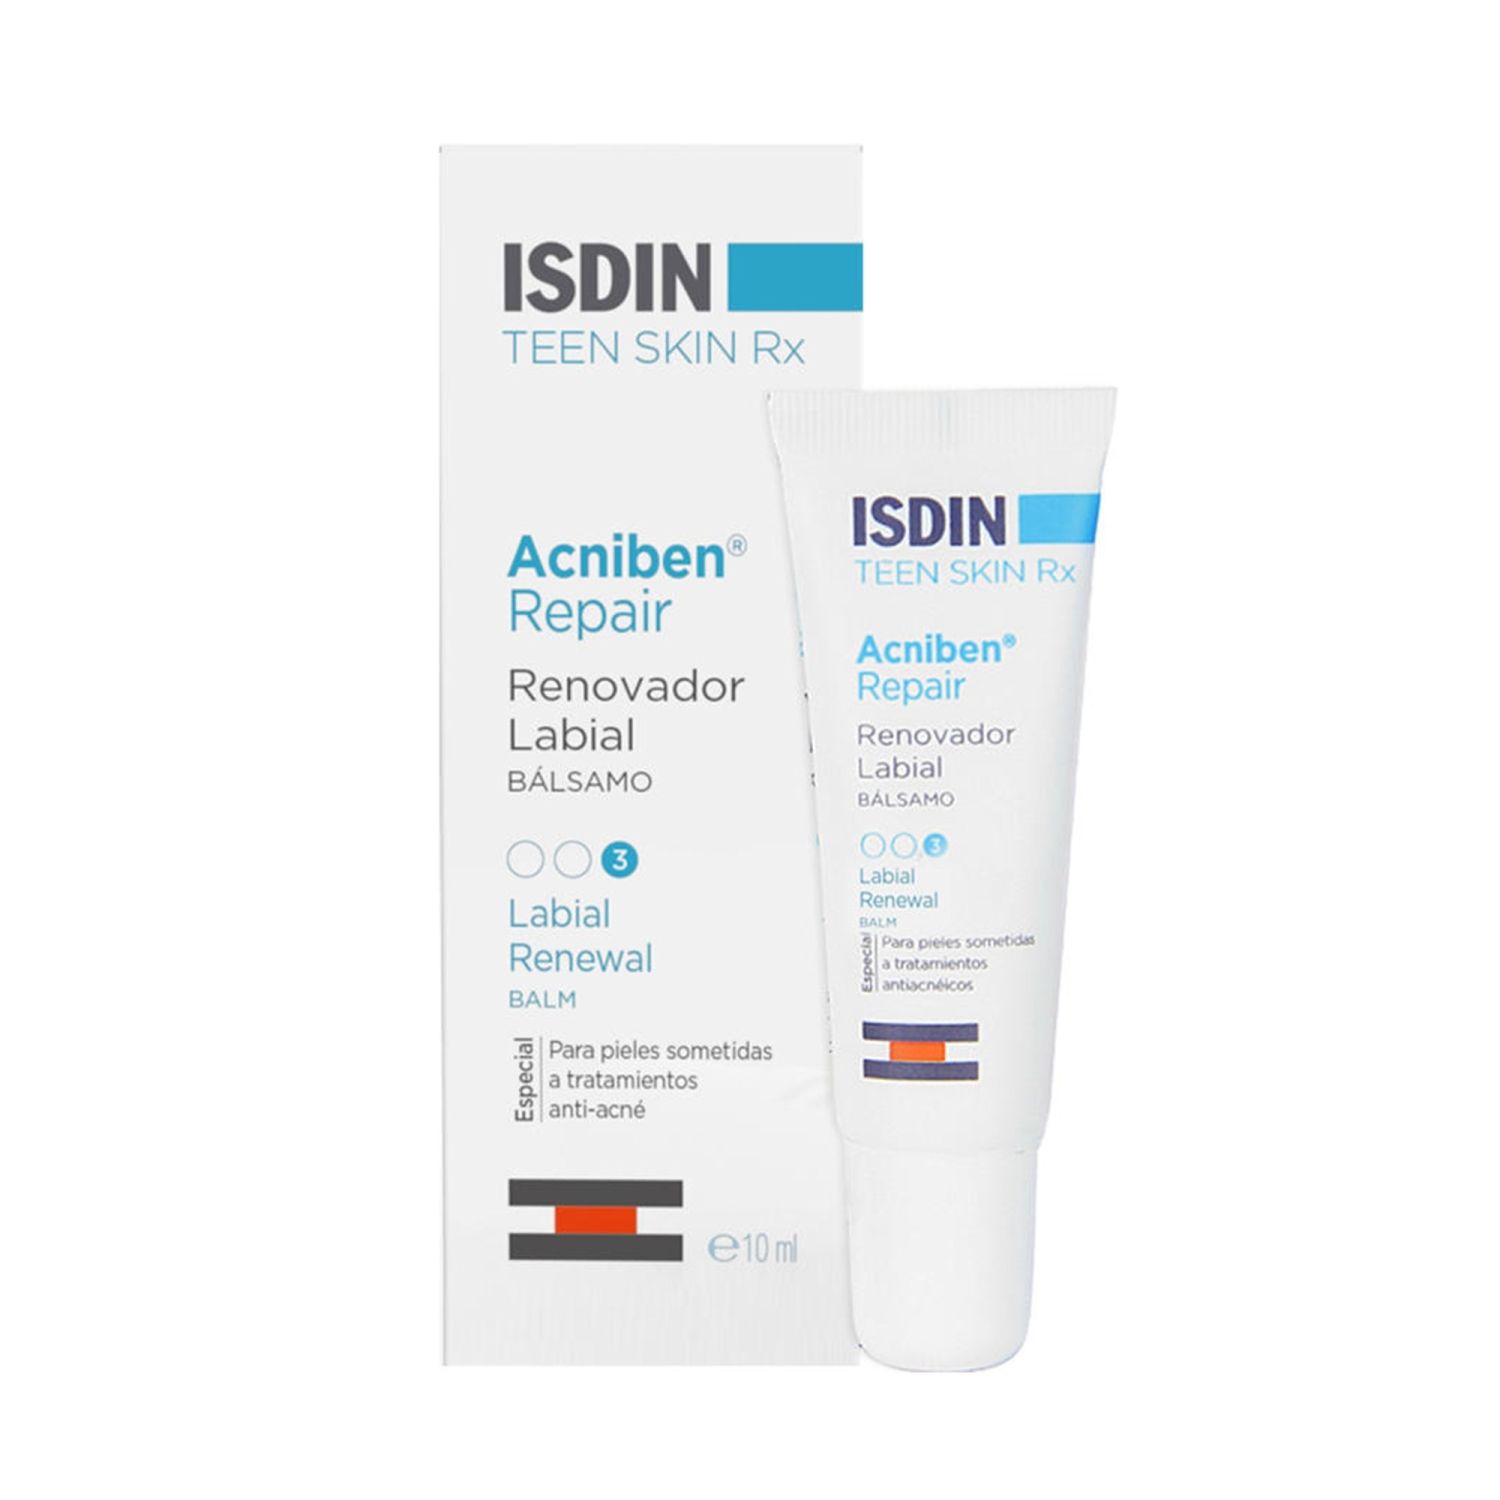 ISDIN
TEEN SKIN Rx
Acniben®
Repair
Renovador
Labial
BÁLSAMO
3
Labial
Renewal
BALM
Especial
Para pieles sometidas
a tratamientos
anti-acné
℮10 ml
ISDIN
TEEN SKIN Rx
Acniben®
Repair
Renovador
Labial
BÁLSAMO
3
Labial
Renewal
BALM
Especial
Para pieles sometidas
a tratamientos
antiacnéicos